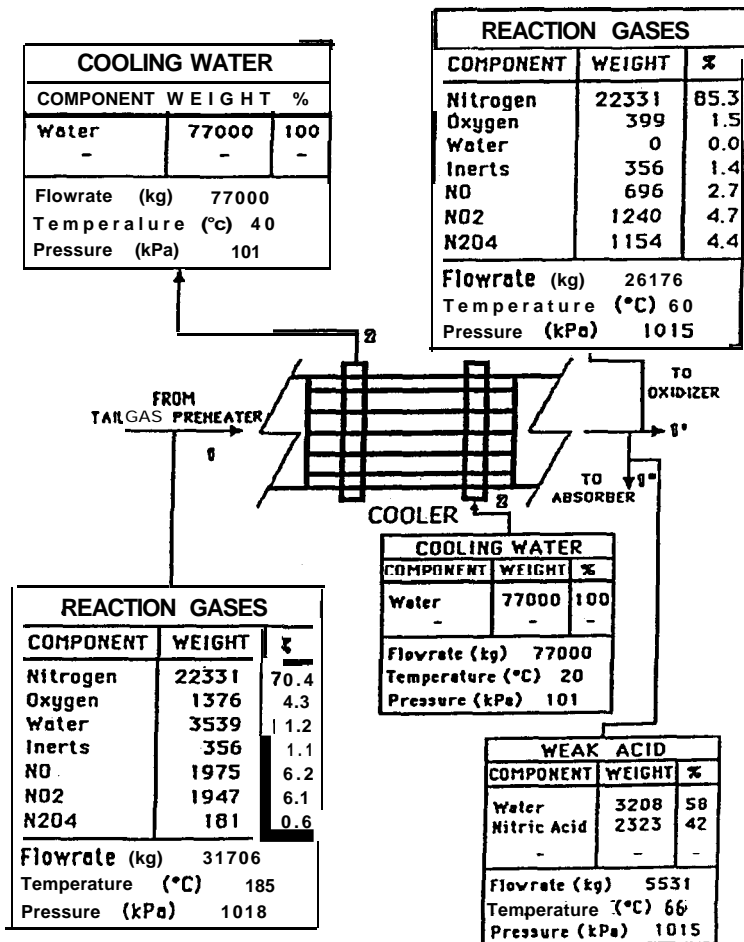 COOLING WATER
COMPONENT WEIGHT %
Water 77000 100
- - -
Flowrate (kg) 77000
Temperalure (°c) 40
Pressure (kPa) 101
REACTION GASES
COMPONENT WEIGHT %
Nitrogen 22331 85.3
Oxygen 399 1.5
Water 0 0.0
Inerts 356 1.4
NO 696 2.7
NO2 1240 4.7
N2O4 1154 4.4
Flowrate (kg) 26176
Temperature (°C) 60
Pressure (kPa) 1015
2
FROM
TAILGAS PREHEATER
1
TO
OXIDIZER
1'
TO
ABSORBER
1"
COOLER
2
COOLING WATER
COMPONENT WEIGHT %
Water 77000 100
- - -
Flowrate (kg) 77000
Temperature (°C) 20
Pressure (kPa) 101
REACTION GASES
COMPONENT WEIGHT %
Nitrogen 22331 70.4
Oxygen 1376 4.3
Water 3539 1.2
Inerts 356 1.1
NO 1975 6.2
NO2 1947 6.1
N2O4 181 0.6
Flowrate (kg) 31706
Temperature (°C) 185
Pressure (kPa) 1018
WEAK ACID
COMPONENT WEIGHT %
Water 3208 58
Nitric Acid 2323 42
- - -
Flowrate (kg) 5531
Temperature (°C) 66
Pressure (kPa) 1015